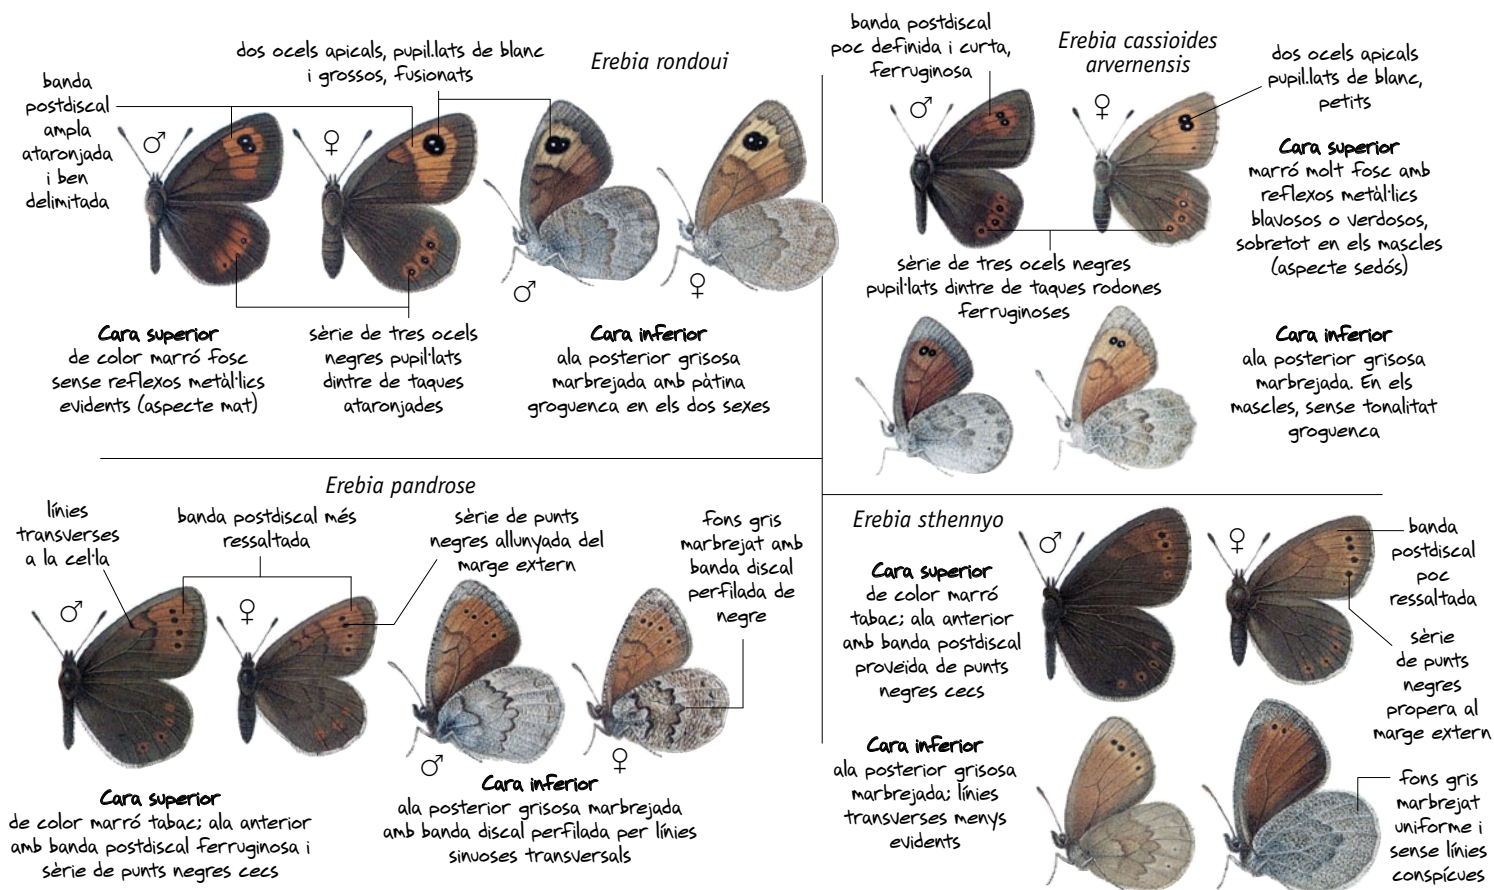 Erebia rondoui
dos ocels apicals, pupil.lats de blanc
i grossos, fusionats
banda
postdiscal
ampla
ataronjada
i ben
delimitada
♂
♀
♂
♀
Cara superior
de color marró fosc
sense reflexos metàl·lics
evidents (aspecte mat)
sèrie de tres ocels
negres pupil·lats
dintre de taques
ataronjades
Cara inferior
ala posterior grisosa
marbrejada amb pàtina
groguenca en els dos sexes
Erebia cassioides
arvernensis
banda postdiscal
poc definida i curta,
ferruginosa
♂
♀
dos ocels apicals
pupil.lats de blanc,
petits
Cara superior
marró molt fosc amb
reflexos metàl·lics
blavosos o verdosos,
sobretot en els mascles
(aspecte sedós)
sèrie de tres ocels negres
pupil·lats dintre de taques rodones
ferruginoses
Cara inferior
ala posterior grisosa
marbrejada. En els
mascles, sense tonalitat
groguenca
Erebia pandrose
línies
transverses
a la cel·la
banda postdiscal més
ressaltada
sèrie de punts
negres allunyada del
marge extern
fons gris
marbrejat amb
banda discal
perfilada de
negre
♂
♀
♂
♀
Cara superior
de color marró tabac; ala anterior
amb banda postdiscal ferruginosa i
sèrie de punts negres cecs
Cara inferior
ala posterior grisosa marbrejada
amb banda discal perfilada per línies
sinuoses transversals
Erebia sthennyo
♂
♀
Cara superior
de color marró
tabac; ala anterior
amb banda postdiscal
proveïda de punts
negres cecs
banda
postdiscal
poc
ressaltada
sèrie
de punts
negres
propera al
marge extern
Cara inferior
ala posterior grisosa
marbrejada; línies
transverses menys
evidents
fons gris
marbrejat
uniforme i
sense línies
conspícues